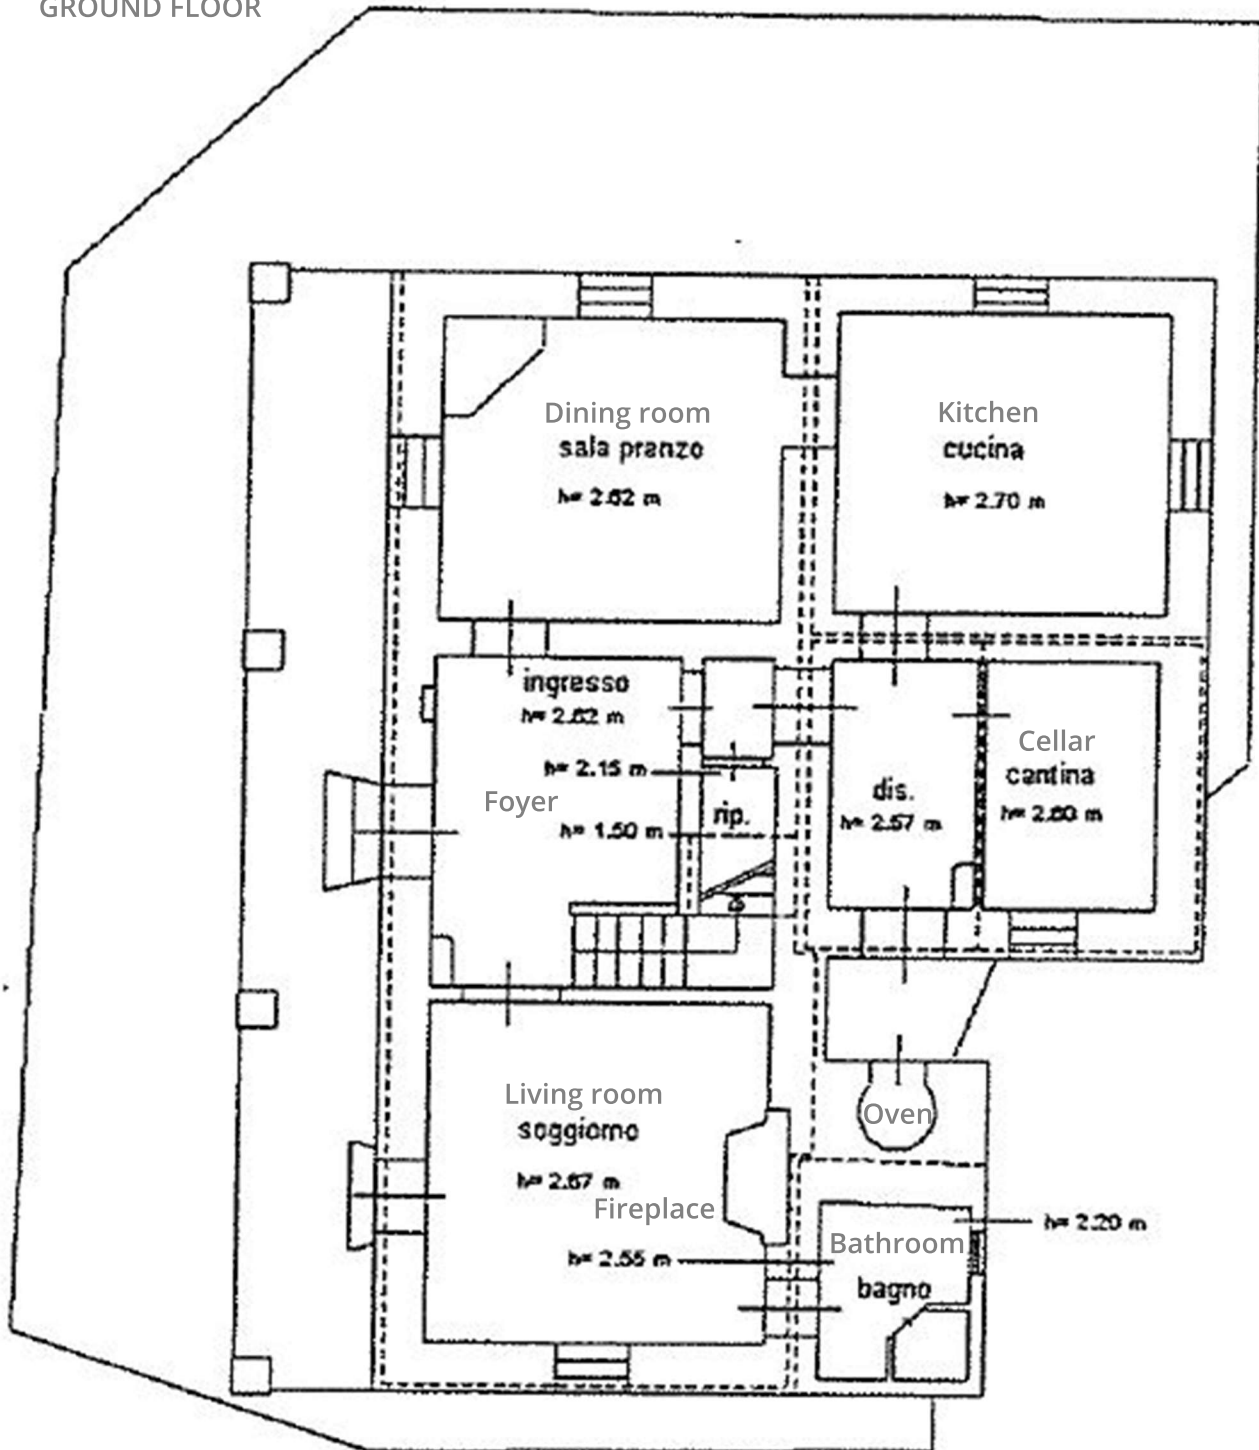 GROUND FLOOR
Dining room
sala pranzo
h= 2.62 m
Kitchen
cucina
h= 2.70 m
ingresso
h= 2.62 m
h= 2.15 m
Foyer
h= 1.50 m
rip.
dis.
h= 2.57 m
Cellar
cantina
h= 2.60 m
Living room
soggiorno
h= 2.67 m
Fireplace
h= 2.55 m
Oven
Bathroom
bagno
h= 2.20 m